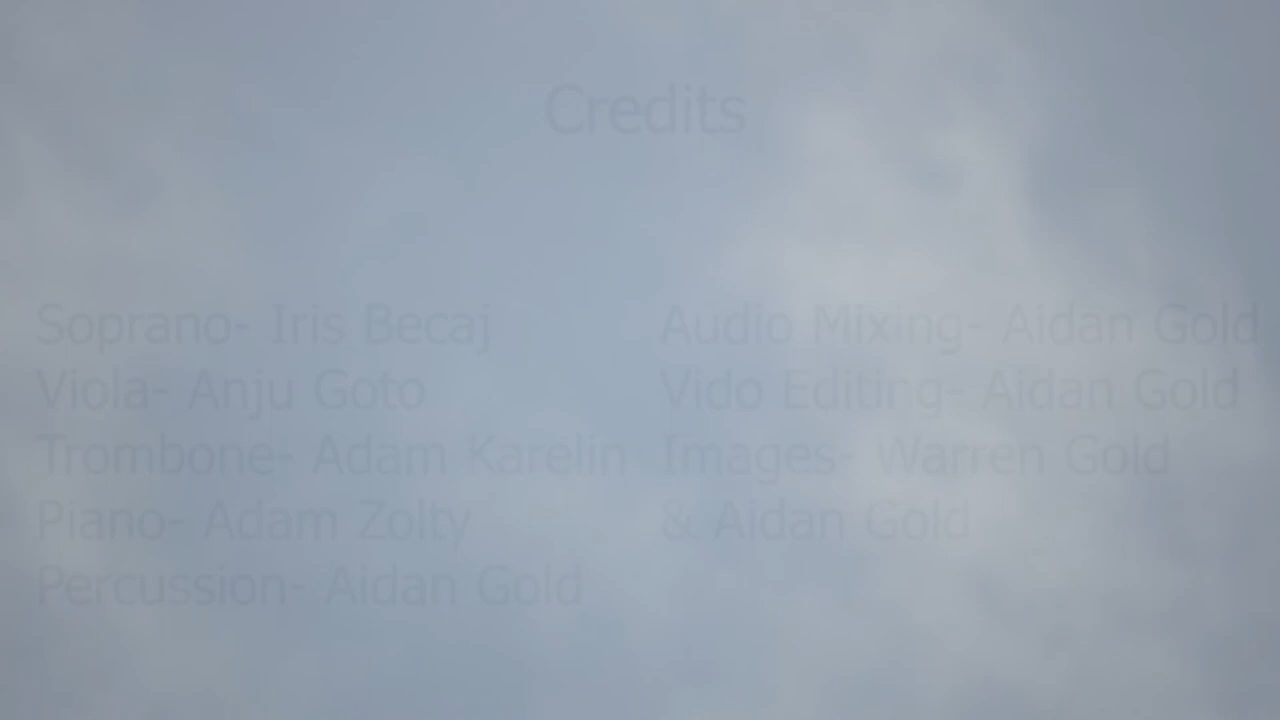 Credits
Soprano- Iris Becaj
Viola- Anju Goto
Trombone- Adam Karelin
Piano- Adam Zolty
Percussion- Aidan Gold
Audio Mixing- Aidan Gold
Vido Editing- Aidan Gold
Images- Warren Gold
& Aidan Gold